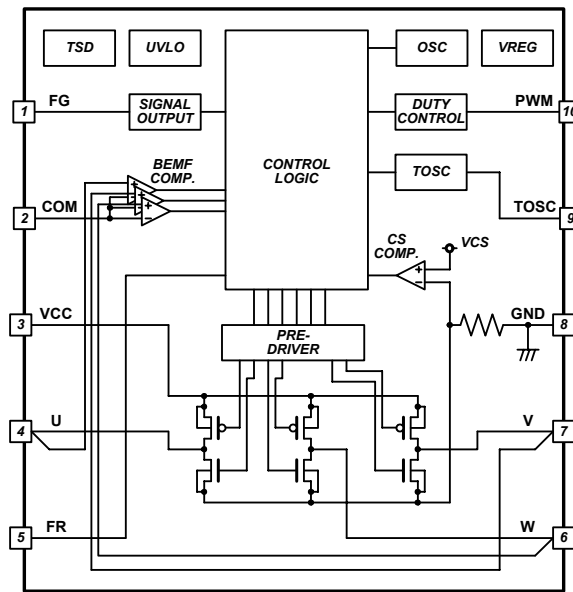 TSD
UVLO
OSC
VREG
1
FG
SIGNAL
OUTPUT
CONTROL
LOGIC
DUTY
CONTROL
PWM
10
BEMF
COMP.
TOSC
2
COM
TOSC
9
CS
COMP.
VCS
+
−
+
+
+
−
3
VCC
GND
8
PRE-
DRIVER
4
U
V
7
5
FR
W
6